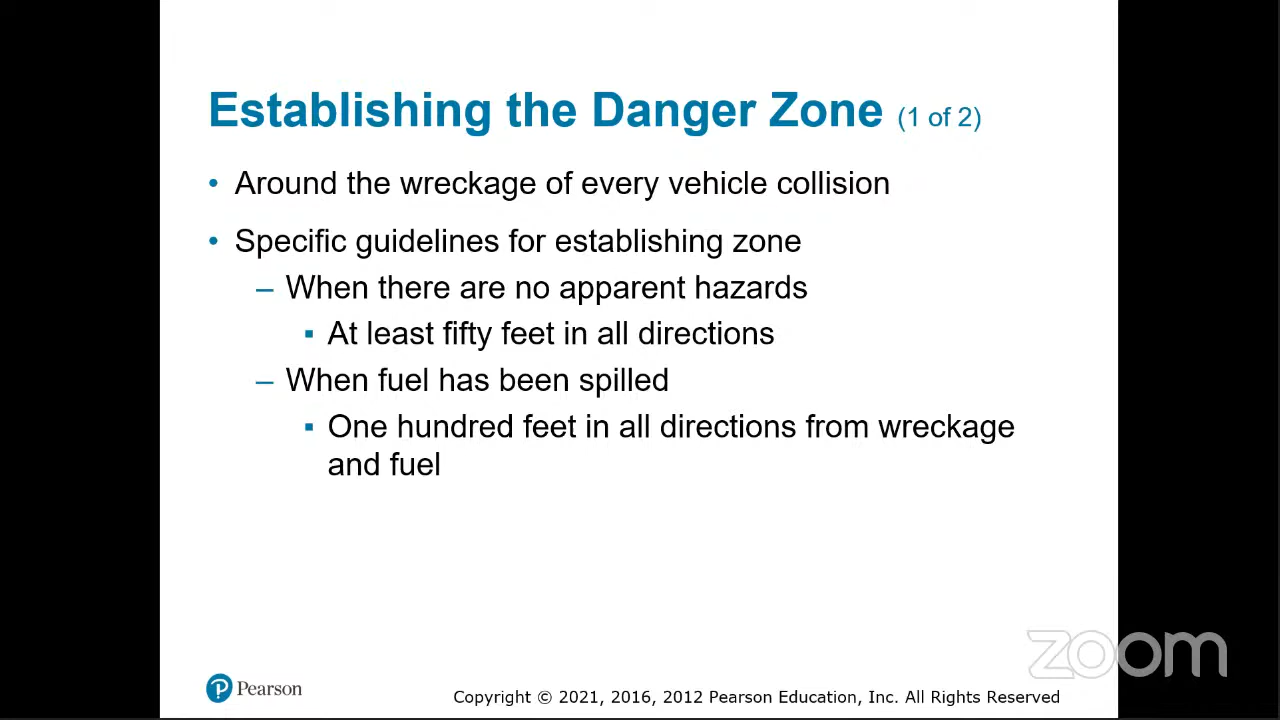 Establishing the Danger Zone (1 of 2)
• Around the wreckage of every vehicle collision
• Specific guidelines for establishing zone
– When there are no apparent hazards
▪ At least fifty feet in all directions
– When fuel has been spilled
▪ One hundred feet in all directions from wreckage
and fuel
zoom
Pearson
Copyright © 2021, 2016, 2012 Pearson Education, Inc. All Rights Reserved